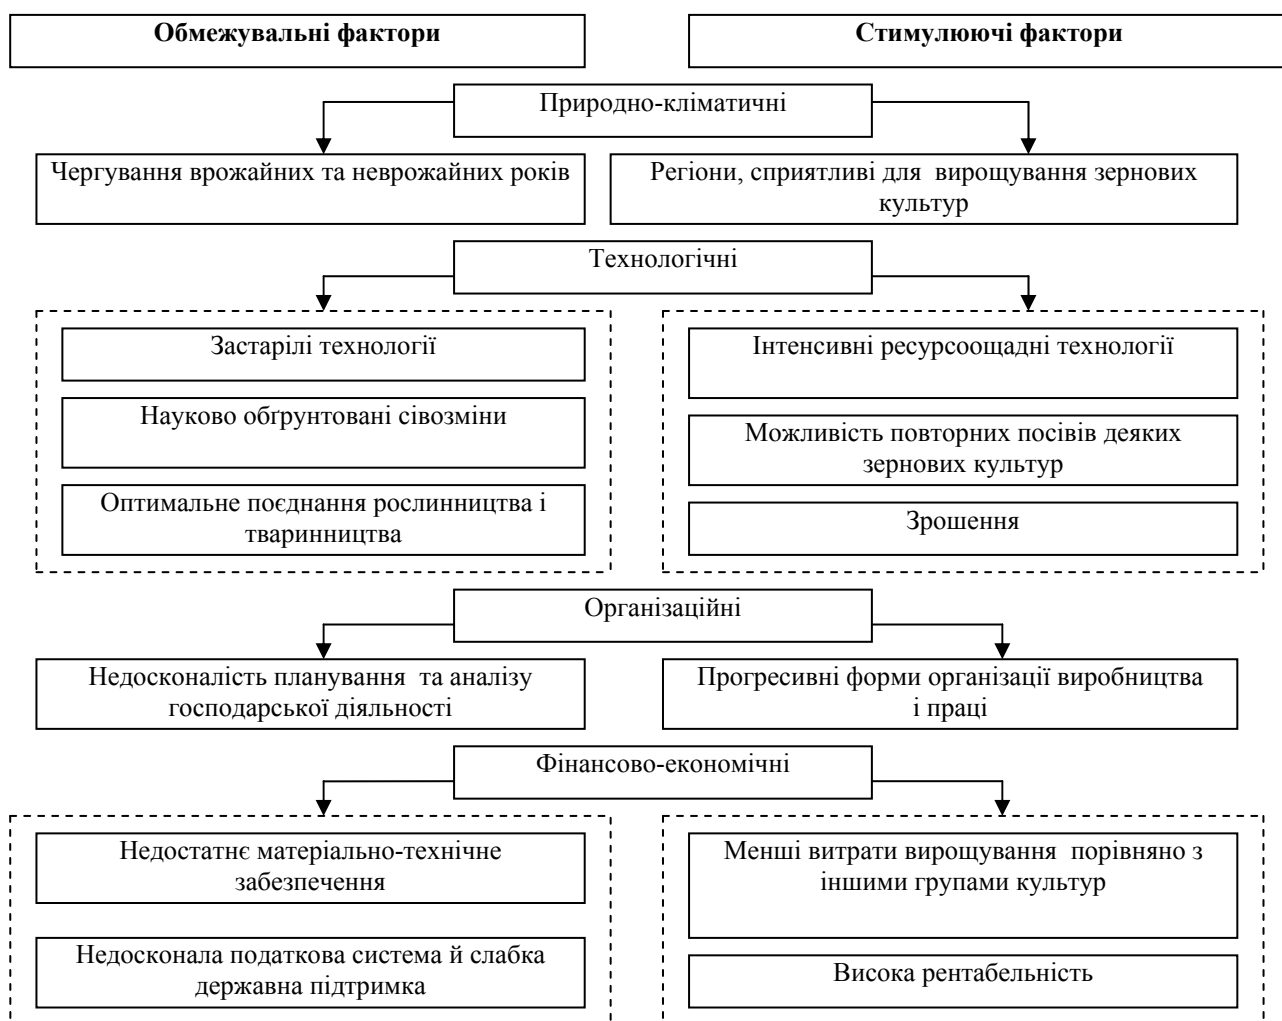 Обмежувальні фактори
Стимулюючі фактори
Природно-кліматичні
Чергування врожайних та неврожайних років
Регіони, сприятливі для вирощування зернових
культур
Технологічні
Застарілі технології
Науково обґрунтовані сівозміни
Оптимальне поєднання рослинництва і
тваринництва
Інтенсивні ресурсоощадні технології
Можливість повторних посівів деяких
зернових культур
Зрошення
Організаційні
Недосконалість планування та аналізу
господарської діяльності
Прогресивні форми організації виробництва
і праці
Фінансово-економічні
Недостатнє матеріально-технічне
забезпечення
Недосконала податкова система й слабка
державна підтримка
Менші витрати вирощування порівняно з
іншими групами культур
Висока рентабельність